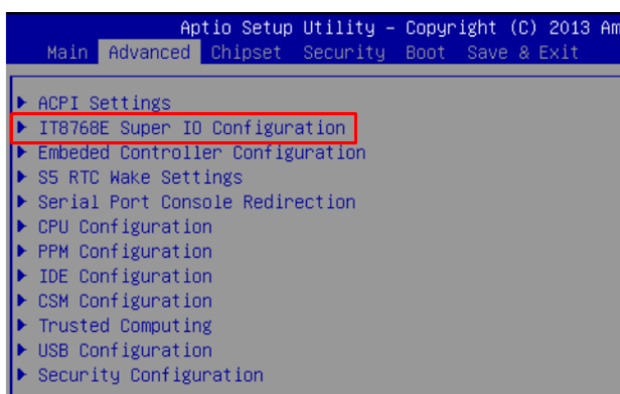 Aptio Setup Utility – Copyright (C) 2013 Am
Main Advanced Chipset Security Boot Save & Exit
ACPI Settings
IT8768E Super IO Configuration
Embeded Controller Configuration
S5 RTC Wake Settings
Serial Port Console Redirection
CPU Configuration
PPM Configuration
IDE Configuration
CSM Configuration
Trusted Computing
USB Configuration
Security Configuration